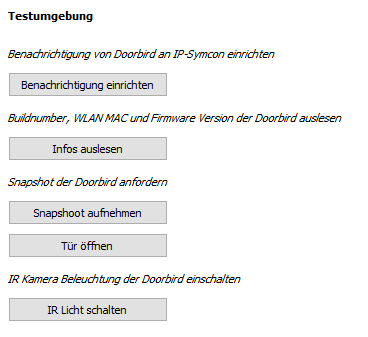 Testumgebung
Benachrichtigung von Doorbird an IP-Symcon einrichten
Benachrichtigung einrichten
Buildnumber, WLAN MAC und Firmware Version der Doorbird auslesen
Infos auslesen
Snapshot der Doorbird anfordern
Snapshoot aufnehmen
Tür öffnen
IR Kamera Beleuchtung der Doorbird einschalten
IR Licht schalten